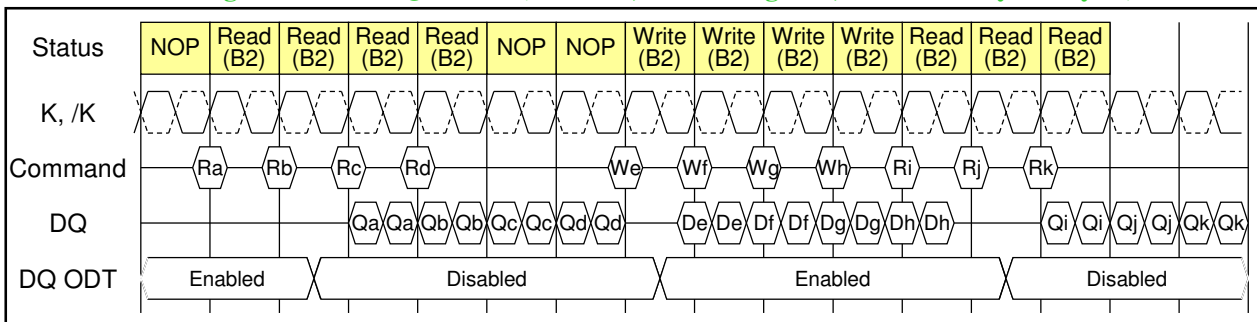 Status NOP Read (B2) Read (B2) Read (B2) Read (B2) NOP NOP Write (B2) Write (B2) Write (B2) Write (B2) Read (B2) Read (B2) Read (B2)
K, /K
Command Ra Rb Rc Rd We Wf Wg Wh Ri Rj Rk
DQ Qa Qa Qb Qb Qc Qc Qd Qd De De Df Df Dg Dg Dh Dh Qi Qi Qj Qj Qk Qk
DQ ODT Enabled Disabled Enabled Disabled